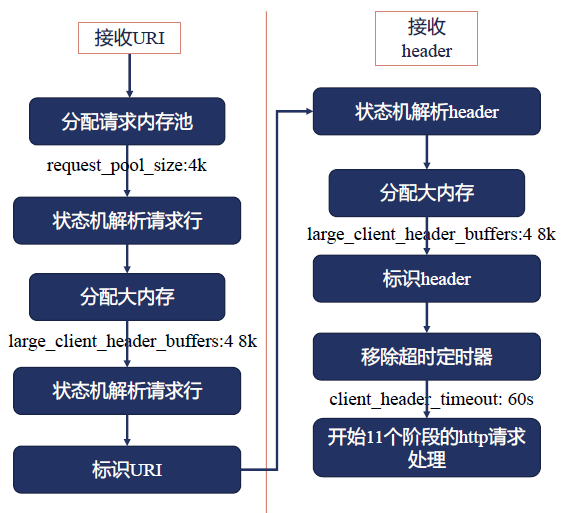 接收URI
分配请求内存池
request_pool_size:4k
状态机解析请求行
分配大内存
large_client_header_buffers:4 8k
状态机解析请求行
标识URI
接收
header
状态机解析header
分配大内存
large_client_header_buffers:4 8k
标识header
移除超时定时器
client_header_timeout: 60s
开始11个阶段的http请求
处理